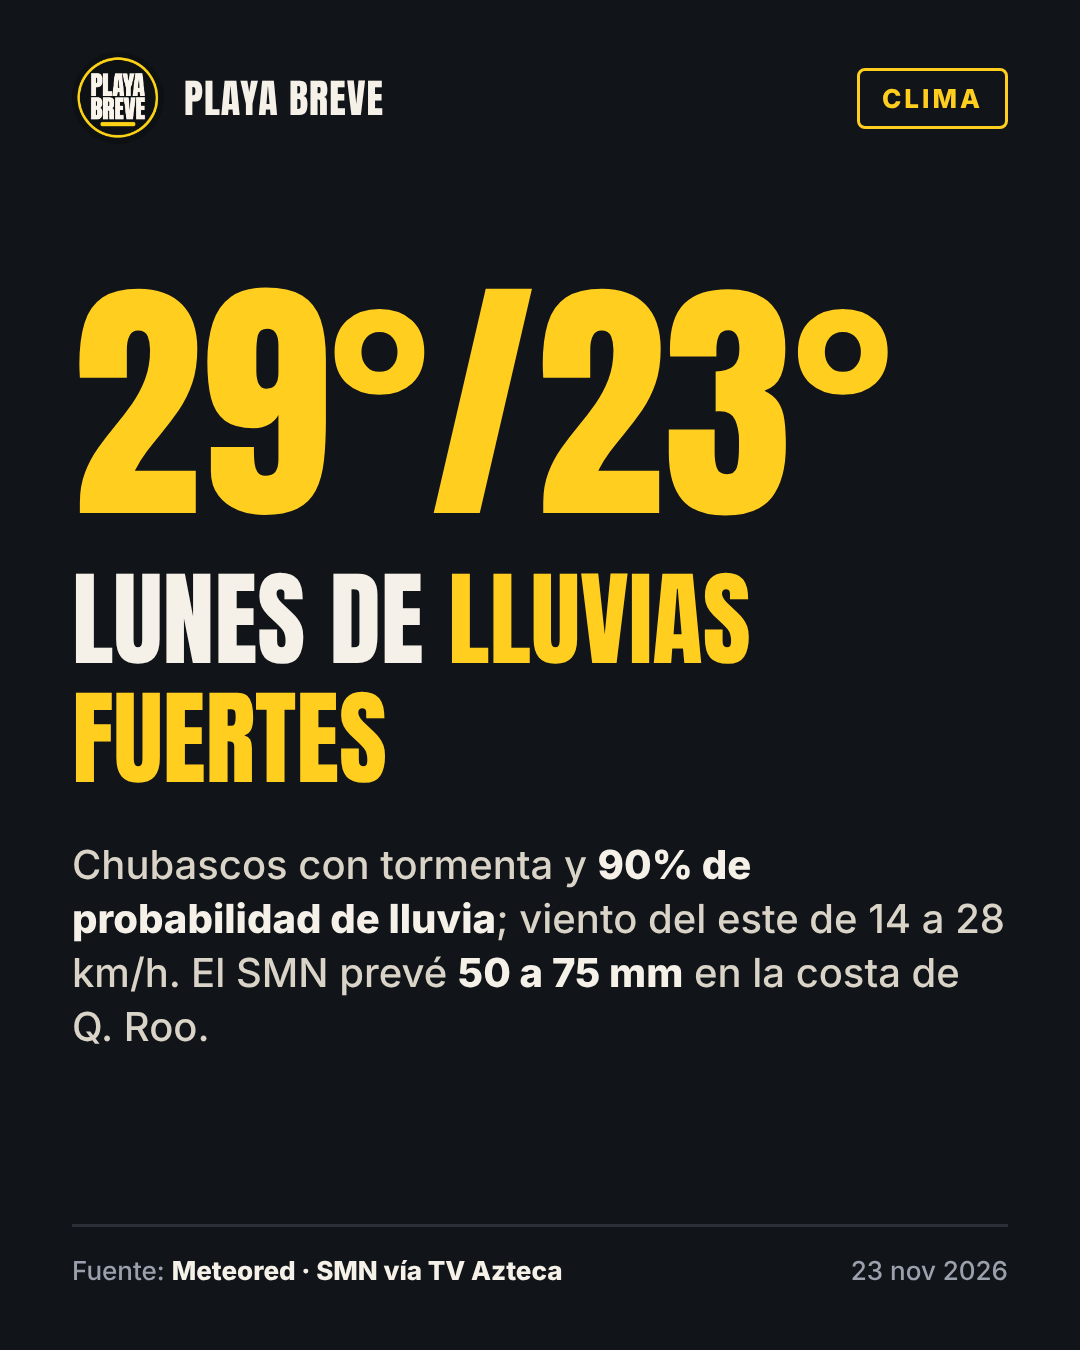 PLAYA
BREVE
PLAYA BREVE
CLIMA
29°/23°
LUNES DE LLUVIAS
FUERTES
Chubascos con tormenta y 90% de
probabilidad de lluvia; viento del este de 14 a 28
km/h. El SMN prevé 50 a 75 mm en la costa de
Q. Roo.
Fuente: Meteored · SMN vía TV Azteca
23 nov 2026